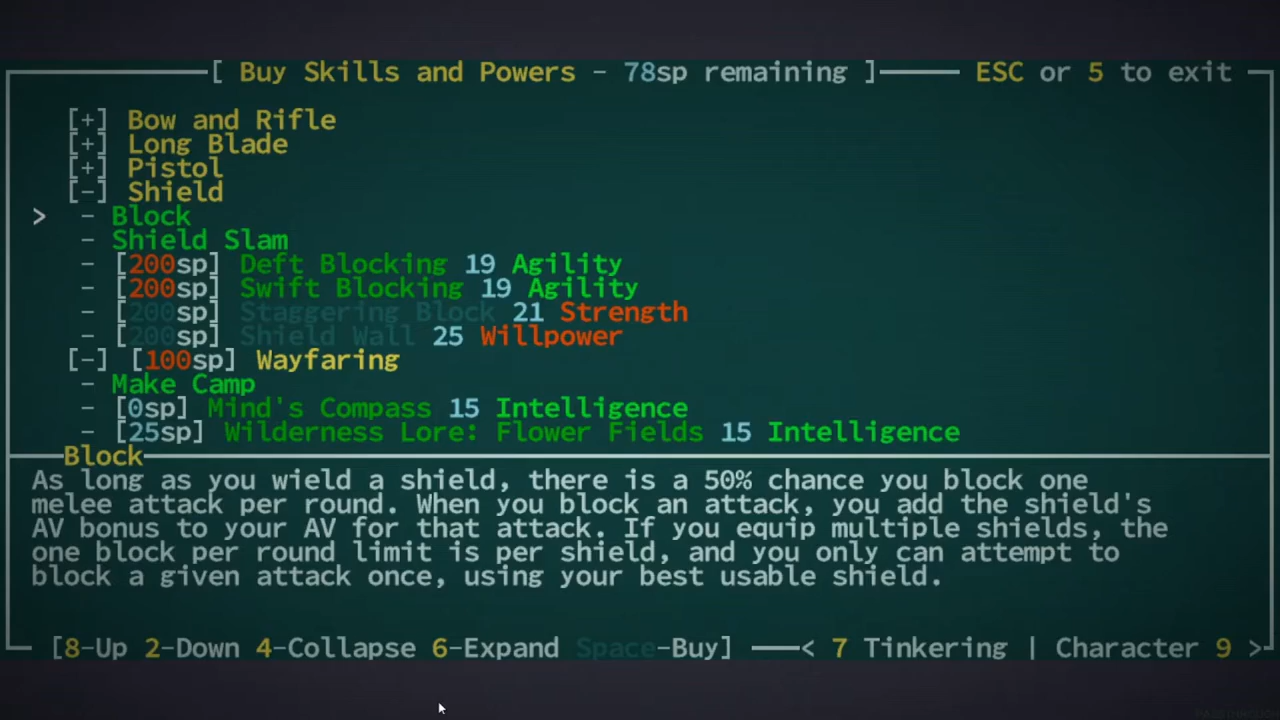 [ Buy Skills and Powers - 78sp remaining ] ESC or 5 to exit
[+] Bow and Rifle
[+] Long Blade
[+] Pistol
[-] Shield
> - Block
- Shield Slam
- [200sp] Deft Blocking 19 Agility
- [200sp] Swift Blocking 19 Agility
- [200sp] Staggering Block 21 Strength
- [200sp] Shield Wall 25 Willpower
[-] [100sp] Wayfaring
- Make Camp
- [0sp] Mind's Compass 15 Intelligence
- [25sp] Wilderness Lore: Flower Fields 15 Intelligence
Block
As long as you wield a shield, there is a 50% chance you block one
melee attack per round. When you block an attack, you add the shield's
AV bonus to your AV for that attack. If you equip multiple shields, the
one block per round limit is per shield, and you only can attempt to
block a given attack once, using your best usable shield.
[8-Up 2-Down 4-Collapse 6-Expand Space-Buy] < 7 Tinkering | Character 9 >